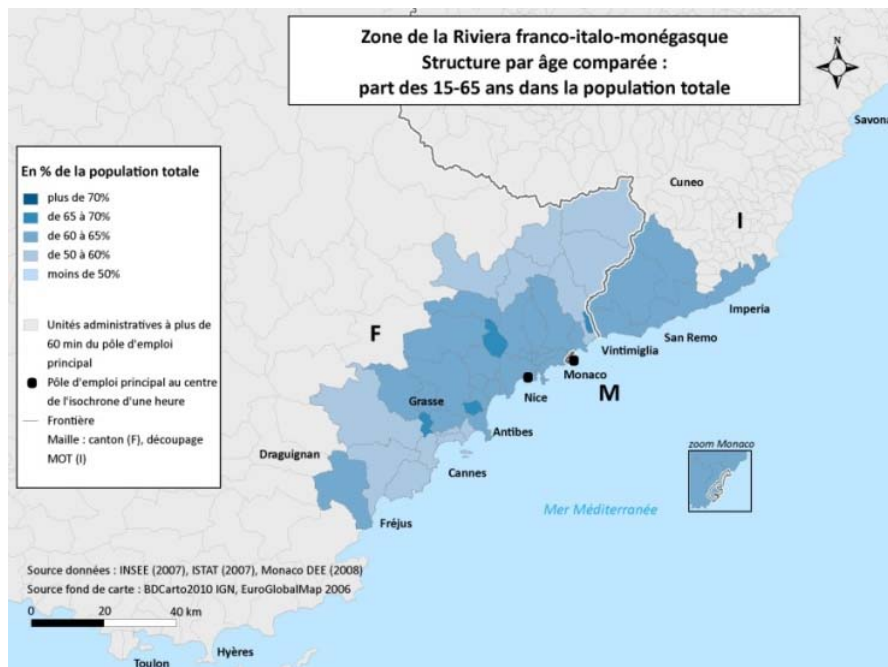 Zone de la Riviera franco-italo-monégasque
Structure par âge comparée :
part des 15-65 ans dans la population totale
N
Savona
En % de la population totale
plus de 70%
de 65 à 70%
de 60 à 65%
de 50 à 60%
moins de 50%
Unités administratives à plus de
60 min du pôle d'emploi
principal
Pôle d'emploi principal au centre
de l'isochrone d'une heure
Frontière
Maille : canton (F), découpage
MOT (I)
Cuneo
I
Imperia
San Remo
F
Vintimiglia
Monaco
M
Nice
Grasse
Antibes
Draguignan
Cannes
Fréjus
zoom Monaco
Mer Méditerranée
Source données : INSEE (2007), ISTAT (2007), Monaco DEE (2008)
Source fond de carte : BDCarto2010 IGN, EuroGlobalMap 2006
0 20 40 km
Hyères
Toulon